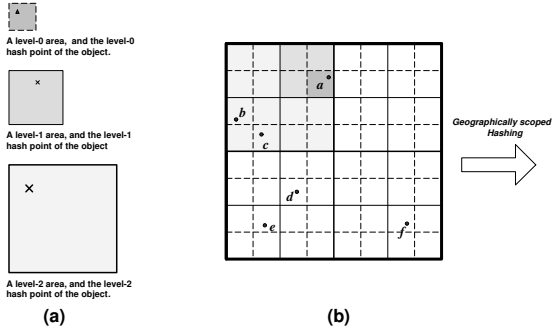 A level-0 area, and the level-0
hash point of the object.
A level-1 area, and the level-1
hash point of the object
A level-2 area, and the level-2
hash point of the object.
(a)
a
b
c
d
e
f
(b)
Geographically scoped
Hashing